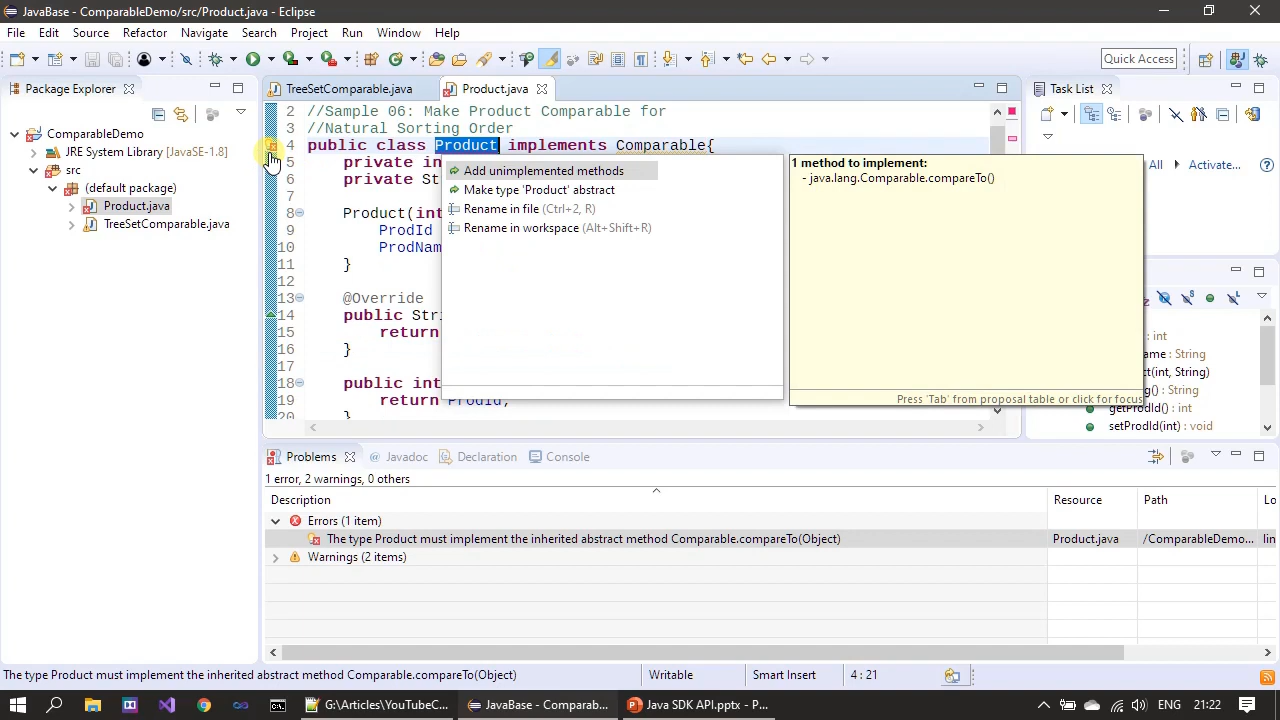 JavaBase - ComparableDemo/src/Product.java - Eclipse
File Edit Source Refactor Navigate Search Project Run Window Help
Quick Access
Package Explorer
TreeSetComparable.java
Product.java
Task List
ComparableDemo
JRE System Library [JavaSE-1.8]
src
(default package)
Product.java
TreeSetComparable.java
2 //Sample 06: Make Product Comparable for
3 //Natural Sorting Order
4 public class Product implements Comparable{
5 private in
6 private St
7
8 Product(int
9 ProdId
10 ProdNam
11 }
12
13 @Override
14 public Stri
15 return
16 }
17
18 public int
19 return ProdId;
20 }
Add unimplemented methods
Make type 'Product' abstract
Rename in file (Ctrl+2, R)
Rename in workspace (Alt+Shift+R)
1 method to implement:
- java.lang.Comparable.compareTo()
Press 'Tab' from proposal table or click for focus
All
Activate...
: int
ame : String
ct(int, String)
g() : String
getProdId() : int
setProdId(int) : void
Problems Javadoc Declaration Console
1 error, 2 warnings, 0 others
Description Resource Path Lo
Errors (1 item)
The type Product must implement the inherited abstract method Comparable.compareTo(Object) Product.java /ComparableDemo... lin
Warnings (2 items)
The type Product must implement the inherited abstract method Comparable.compareTo(Object) Writable Smart Insert 4 : 21
G:\Articles\YouTubeC... JavaBase - Comparab... Java SDK API.pptx - P... ENG 21:22